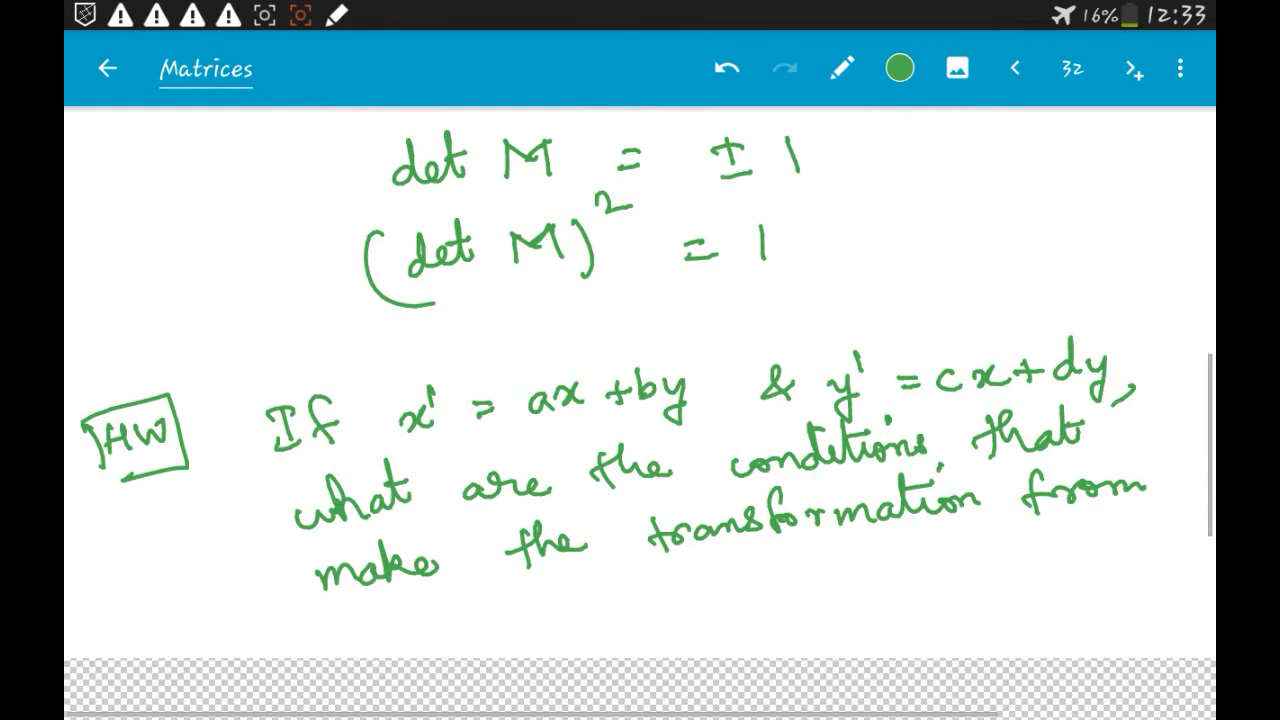 16% 12:33
Matrices 32
det M = ± 1
(det M)² = 1
HW If x' = ax + by & y' = cx + dy,
what are the conditions that
make the transformation from